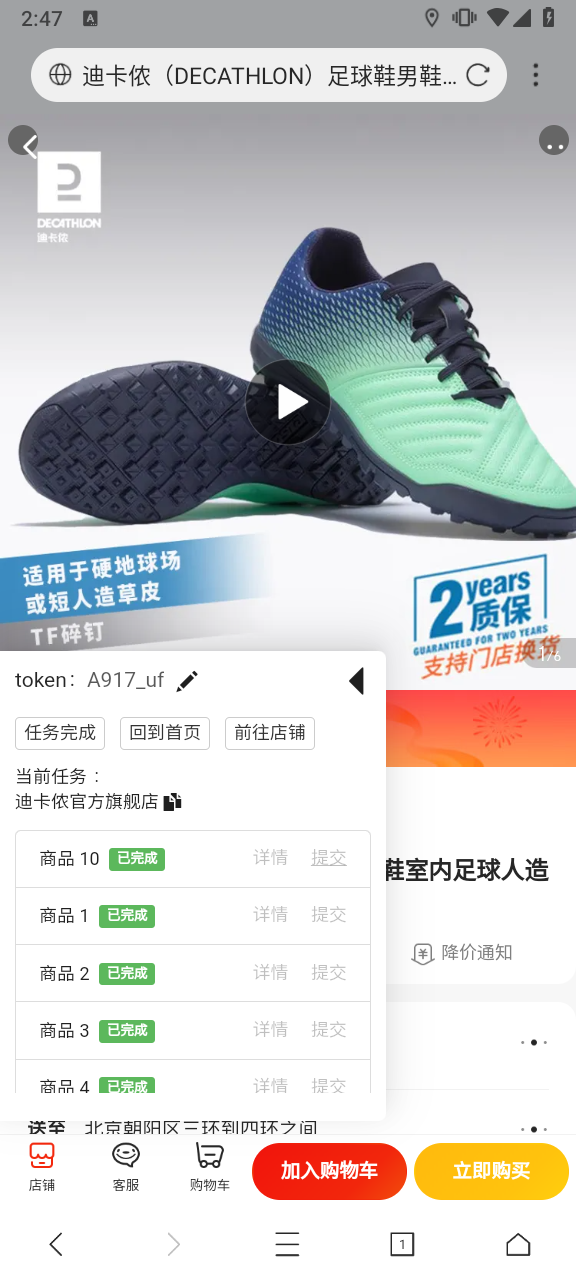 2:47
A
迪卡侬（DECATHLON）足球鞋男鞋...
DECATHLON
迪卡侬
适用于硬地球场
或短人造草皮
TF碎钉
2years
质保
GUARANTEED FOR TWO YEARS
支持门店换货
1/6
token： A917_uf
任务完成 回到首页 前往店铺
当前任务：
迪卡侬官方旗舰店
商品 10 已完成 详情 提交
鞋室内足球人造
商品 1 已完成 详情 提交
降价通知
商品 2 已完成 详情 提交
商品 3 已完成 详情 提交
商品 4 已完成 详情 提交
送至 北京朝阳区三环到四环之间
店铺 客服 购物车 加入购物车 立即购买
1